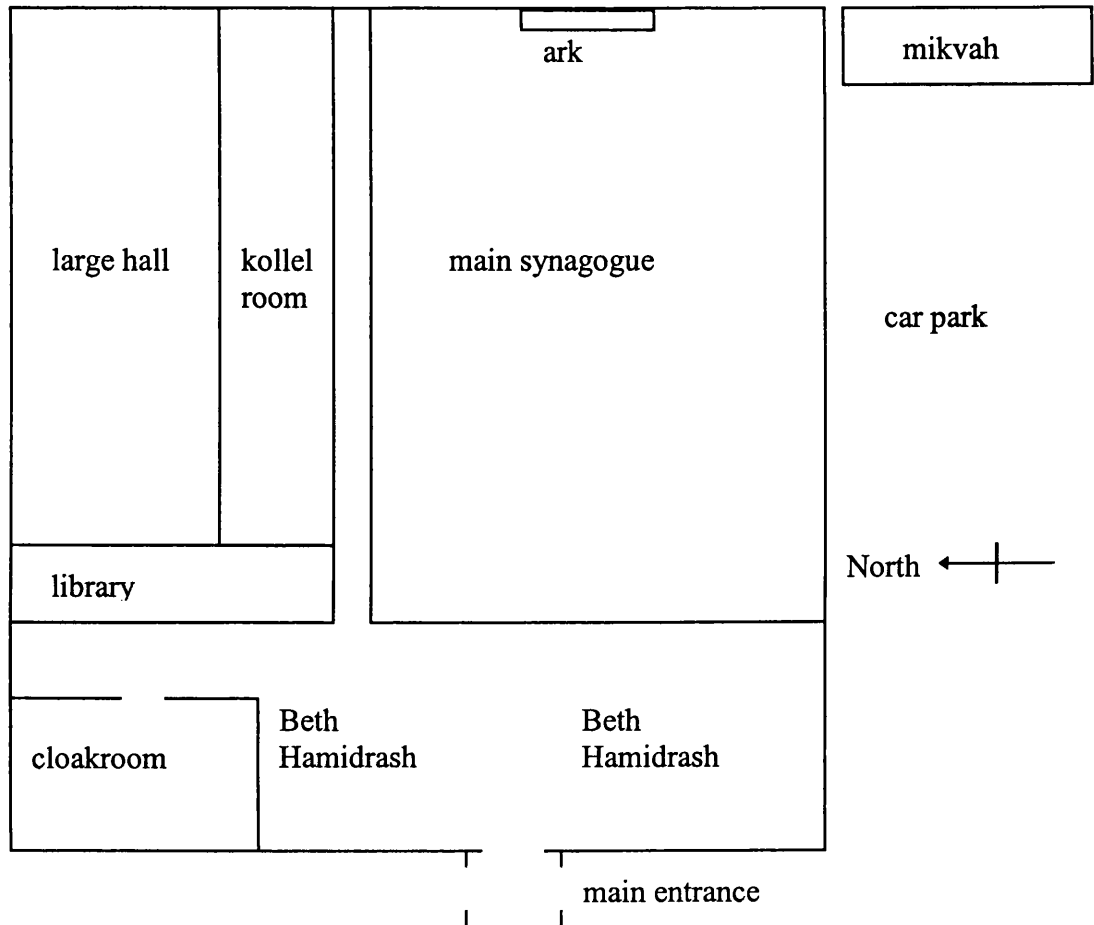 ark
mikvah
large hall
kollel
room
main synagogue
car park
North
library
Beth
Hamidrash
Beth
Hamidrash
cloakroom
main entrance